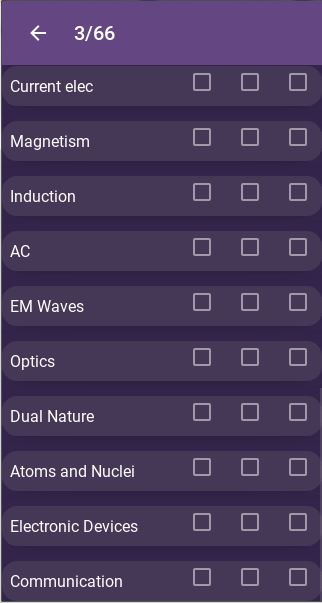 3/66
Current elec
Magnetism
Induction
AC
EM Waves
Optics
Dual Nature
Atoms and Nuclei
Electronic Devices
Communication